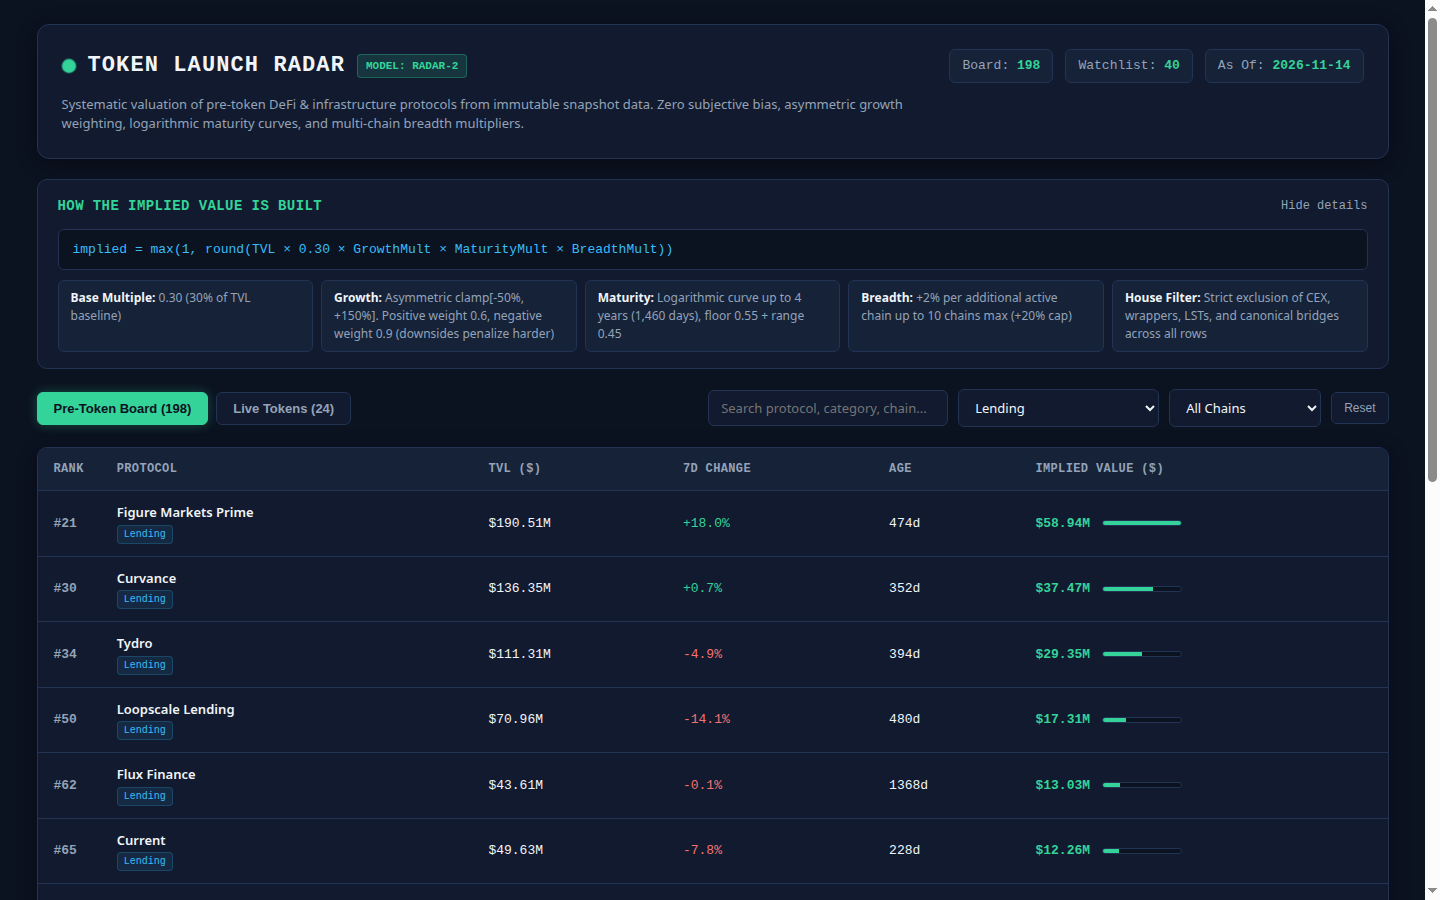 TOKEN LAUNCH RADAR
MODEL: RADAR-2
Board: 198
Watchlist: 40
As Of: 2026-11-14
Systematic valuation of pre-token DeFi & infrastructure protocols from immutable snapshot data. Zero subjective bias, asymmetric growth
weighting, logarithmic maturity curves, and multi-chain breadth multipliers.
HOW THE IMPLIED VALUE IS BUILT
Hide details
implied = max(1, round(TVL × 0.30 × GrowthMult × MaturityMult × BreadthMult))
Base Multiple: 0.30 (30% of TVL
baseline)
Growth: Asymmetric clamp[-50%,
+150%]. Positive weight 0.6, negative
weight 0.9 (downsides penalize harder)
Maturity: Logarithmic curve up to 4
years (1,460 days), floor 0.55 + range
0.45
Breadth: +2% per additional active
chain up to 10 chains max (+20% cap)
House Filter: Strict exclusion of CEX,
wrappers, LSTs, and canonical bridges
across all rows
Pre-Token Board (198)
Live Tokens (24)
Search protocol, category, chain...
Lending
All Chains
Reset
RANK PROTOCOL TVL ($) 7D CHANGE AGE IMPLIED VALUE ($)
#21 Figure Markets Prime $190.51M +18.0% 474d $58.94M
Lending
#30 Curvance $136.35M +0.7% 352d $37.47M
Lending
#34 Tydro $111.31M -4.9% 394d $29.35M
Lending
#50 Loopscale Lending $70.96M -14.1% 480d $17.31M
Lending
#62 Flux Finance $43.61M -0.1% 1368d $13.03M
Lending
#65 Current $49.63M -7.8% 228d $12.26M
Lending